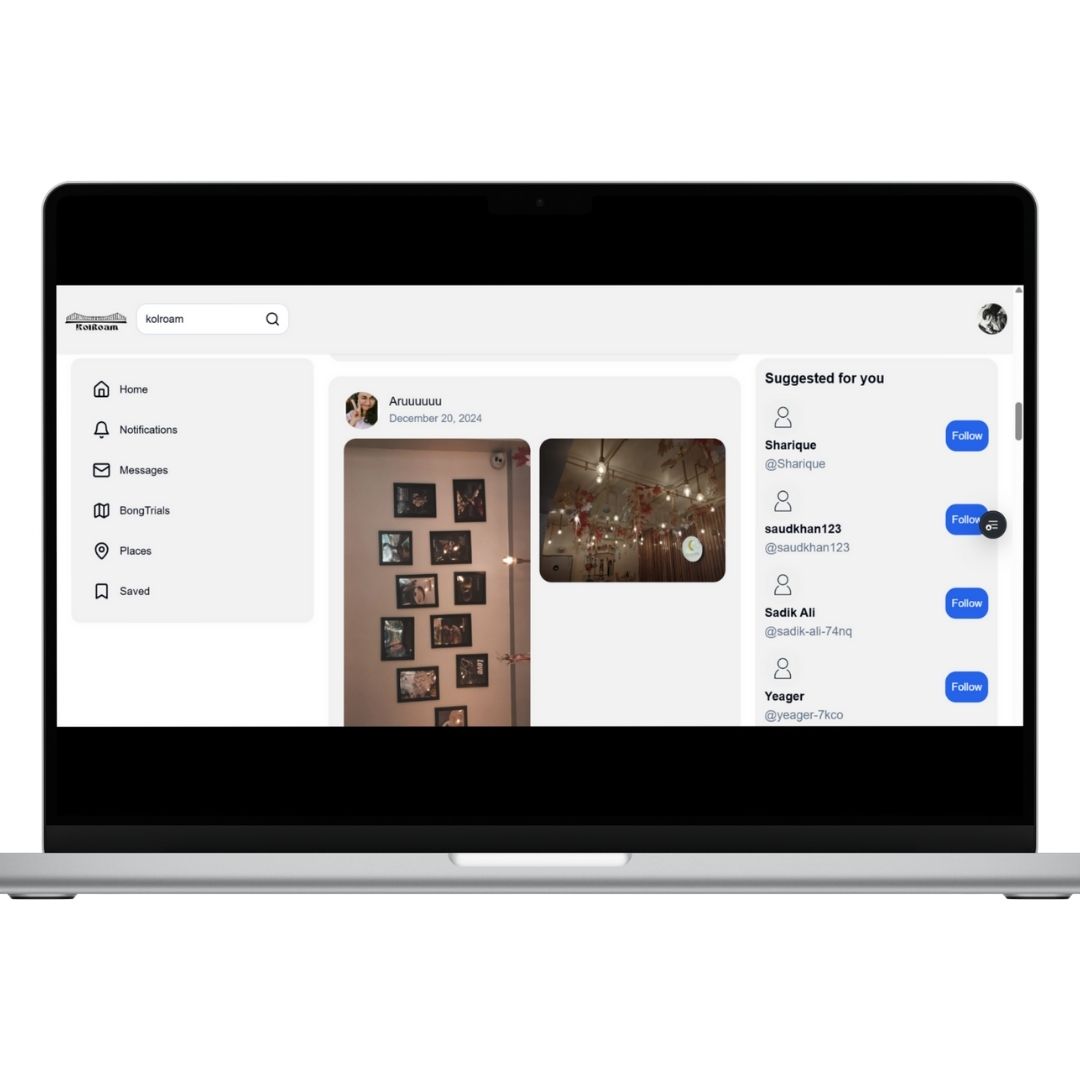 KolRoam
kolroam
Home
Notifications
Messages
BongTrials
Places
Saved
Aruuuuuu
December 20, 2024
Suggested for you
Sharique
@Sharique
Follow
saudkhan123
@saudkhan123
Follow
Sadik Ali
@sadik-ali-74nq
Follow
Yeager
@yeager-7kco
Follow